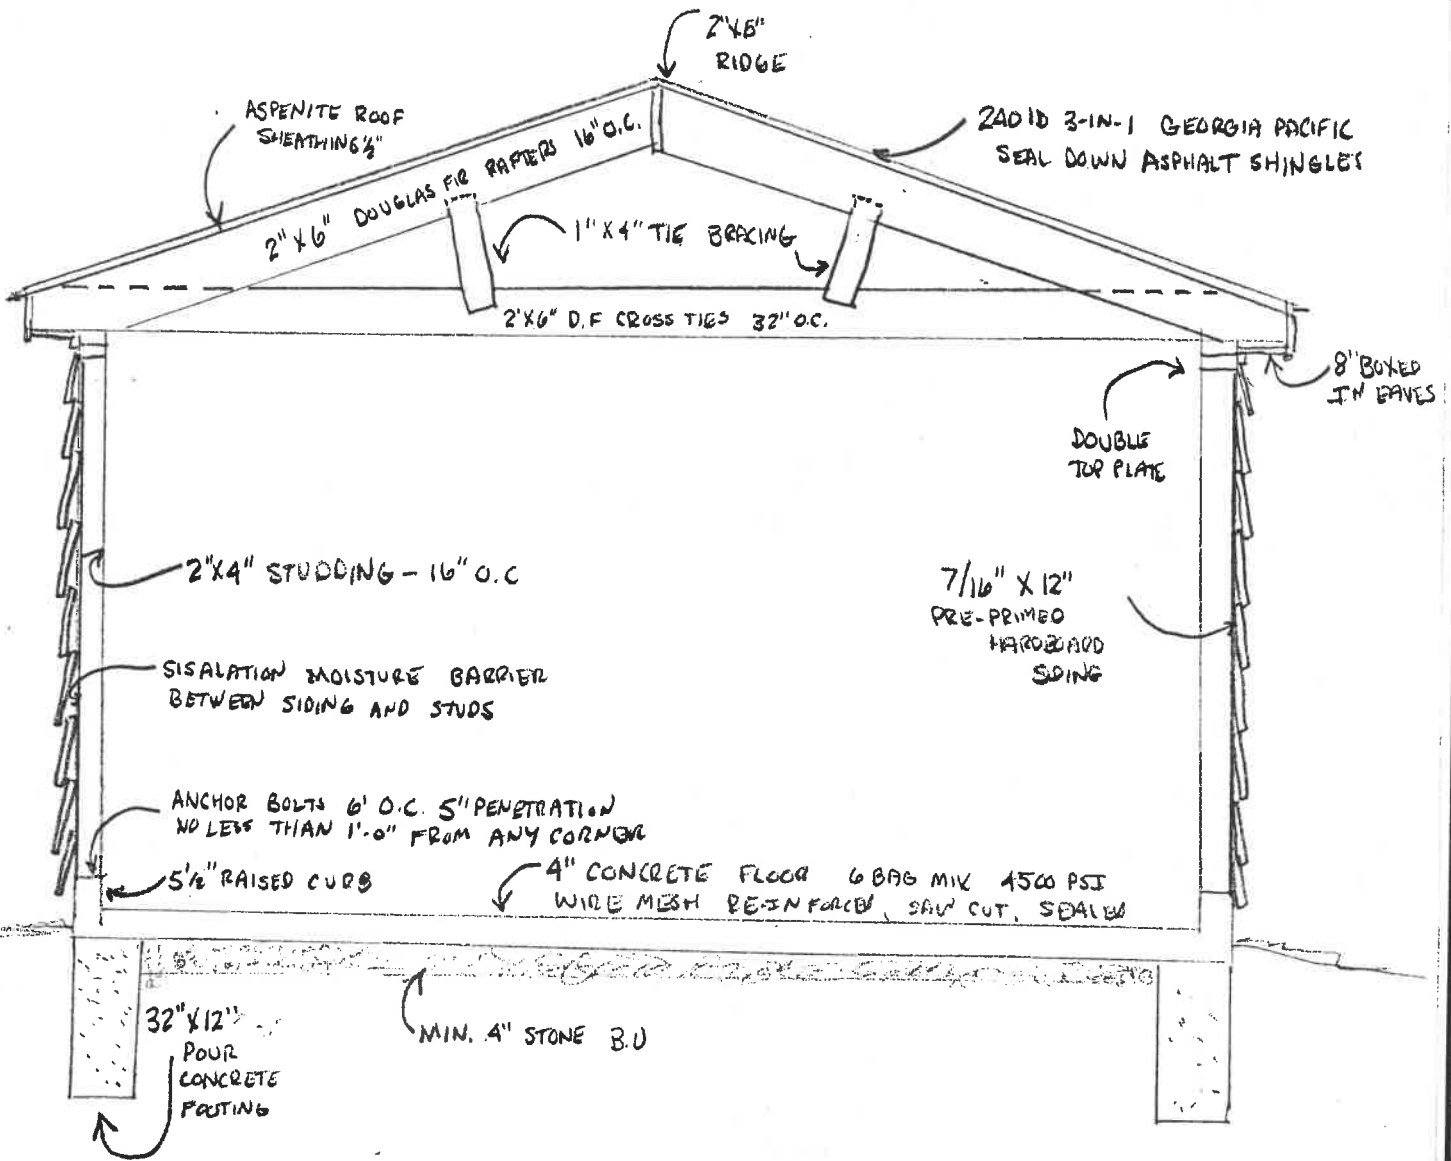 2"X8"
RIDGE
ASPENITE ROOF
SHEATHING ½"
240 lb 3-IN-1 GEORGIA PACIFIC
SEAL DOWN ASPHALT SHINGLES
2"X6" DOUGLAS FIR RAFTERS 16" O.C.
1"X4" TIE BRACING
2"X6" D.F CROSS TIES 32" O.C.
8" BOXED
IN EAVES
DOUBLE
TOP PLATE
2"X4" STUDDING - 16" O.C
7/16" X 12"
PRE-PRIMED
HARDBOARD
SIDING
SISALATION MOISTURE BARRIER
BETWEEN SIDING AND STUDS
ANCHOR BOLTS 6' O.C. 5" PENETRATION
NO LESS THAN 1'-0" FROM ANY CORNER
5½" RAISED CURB
4" CONCRETE FLOOR 6 BAG MIX 4500 PSI
WIRE MESH RE-INFORCED, SAW CUT, SEALED
32"X12"
POUR
CONCRETE
FOOTING
MIN. 4" STONE B.U